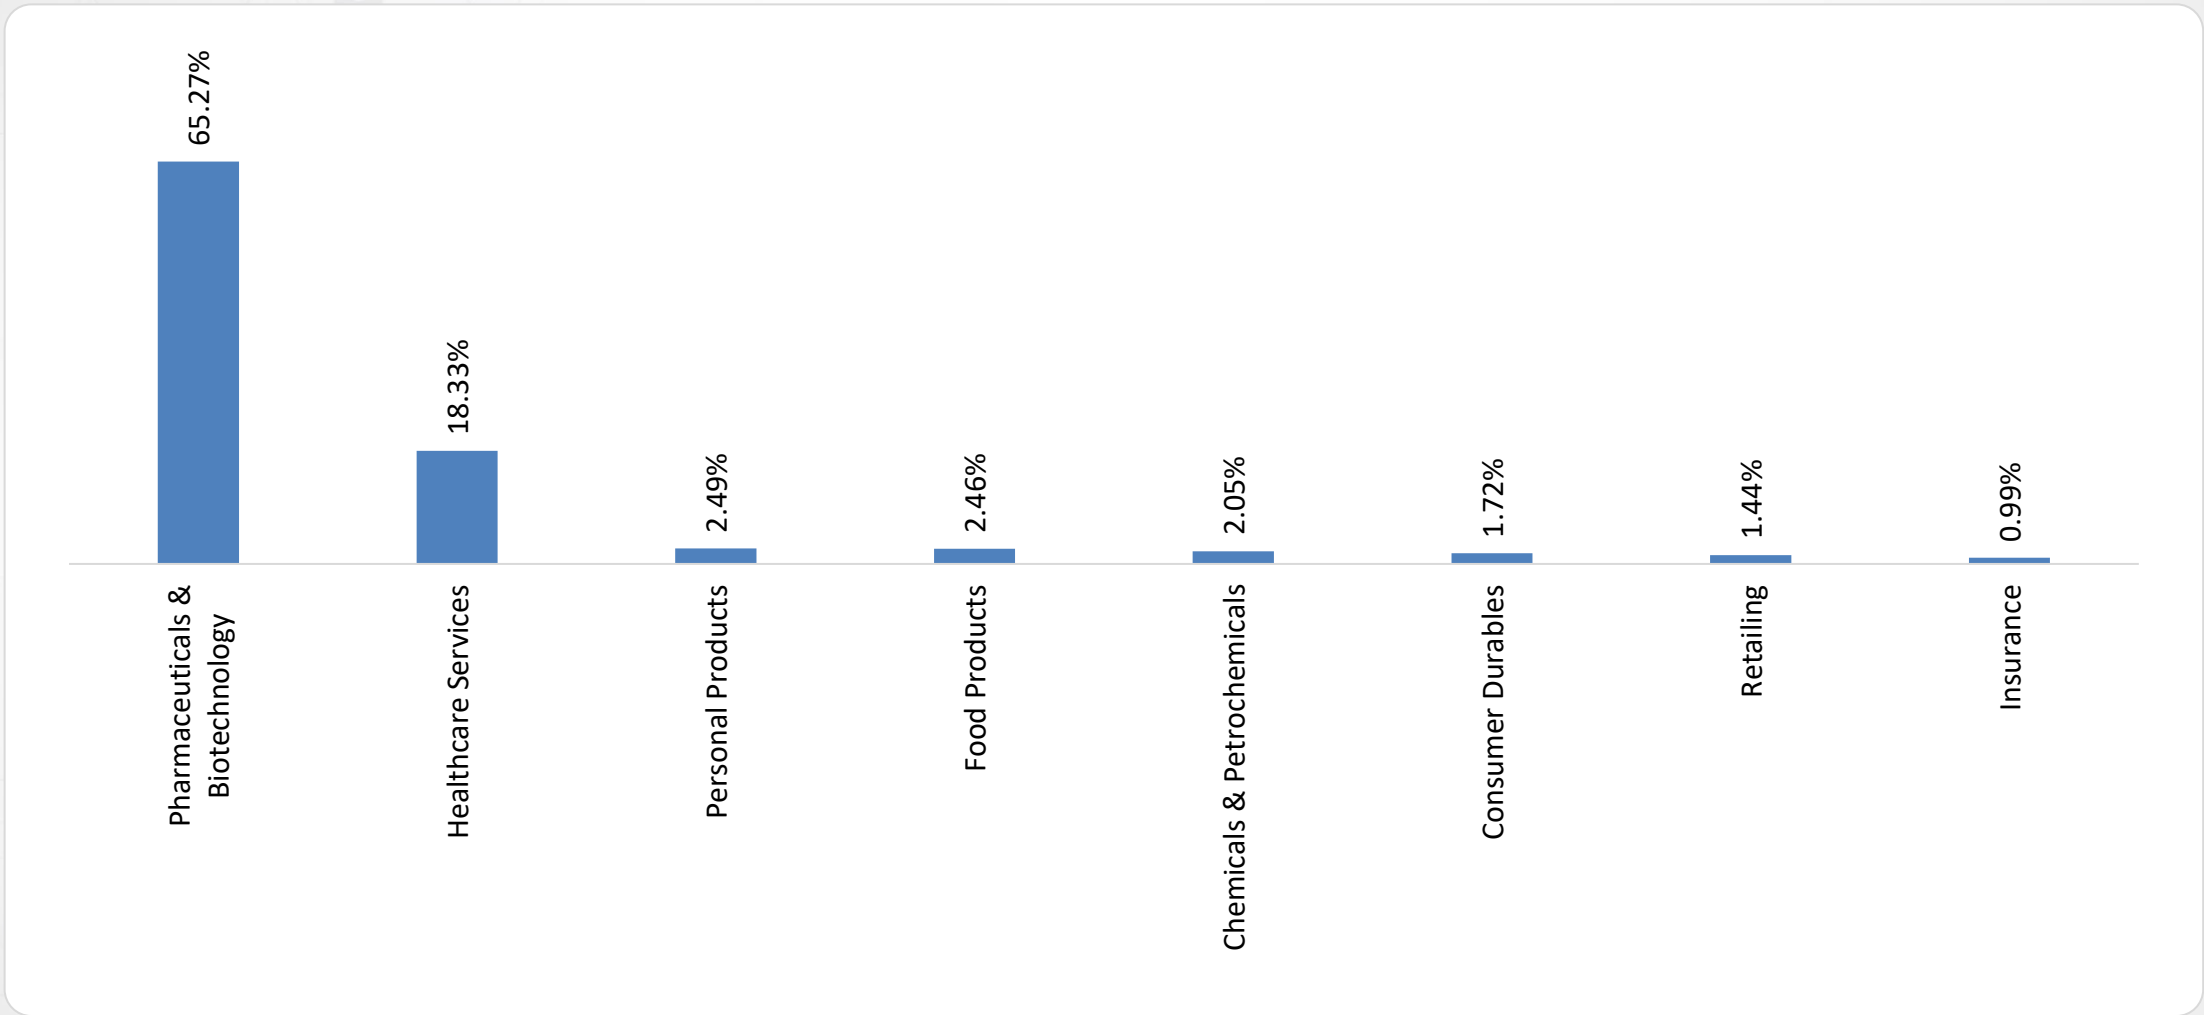 65.27%
18.33%
2.49%
2.46%
2.05%
1.72%
1.44%
0.99%
Pharmaceuticals &
Biotechnology
Healthcare Services
Personal Products
Food Products
Chemicals & Petrochemicals
Consumer Durables
Retailing
Insurance